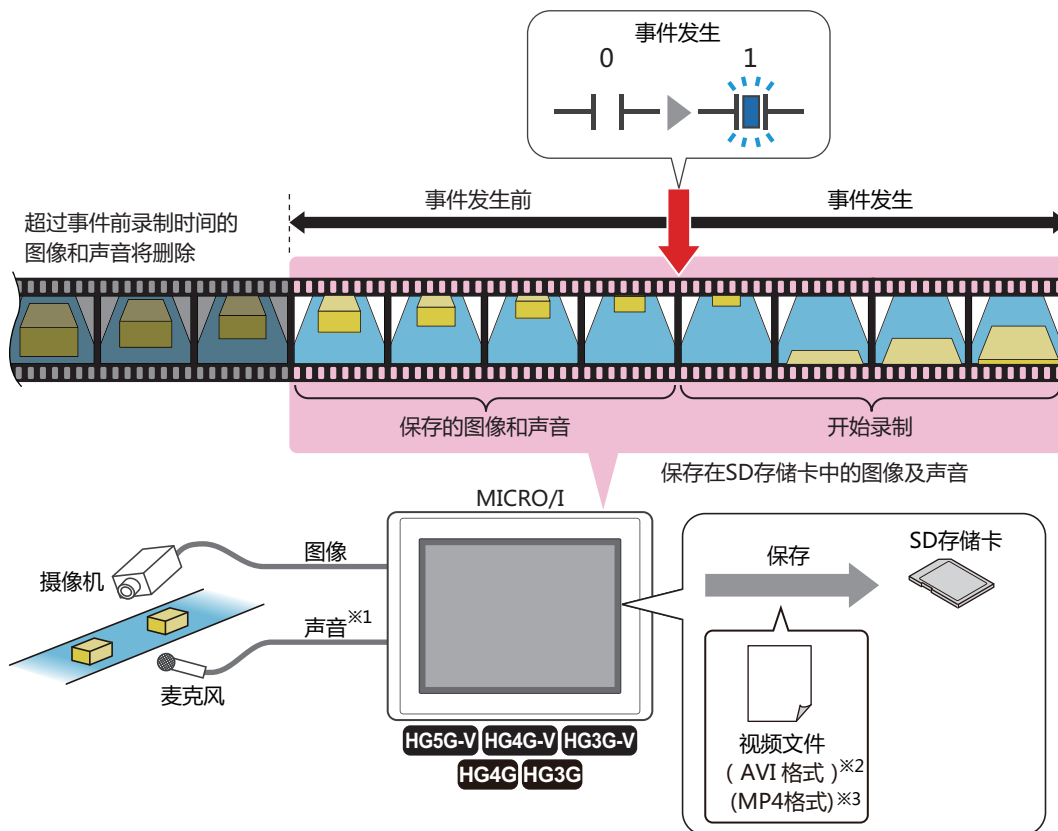 事件发生
0 1
事件发生前
事件发生
超过事件前录制时间的
图像和声音将删除
保存的图像和声音
开始录制
保存在SD存储卡中的图像及声音
MICRO/I
图像
摄像机
声音※1
麦克风
保存
SD存储卡
视频文件
( AVI 格式 )※2
(MP4格式)※3
HG5G-V HG4G-V HG3G-V
HG4G HG3G